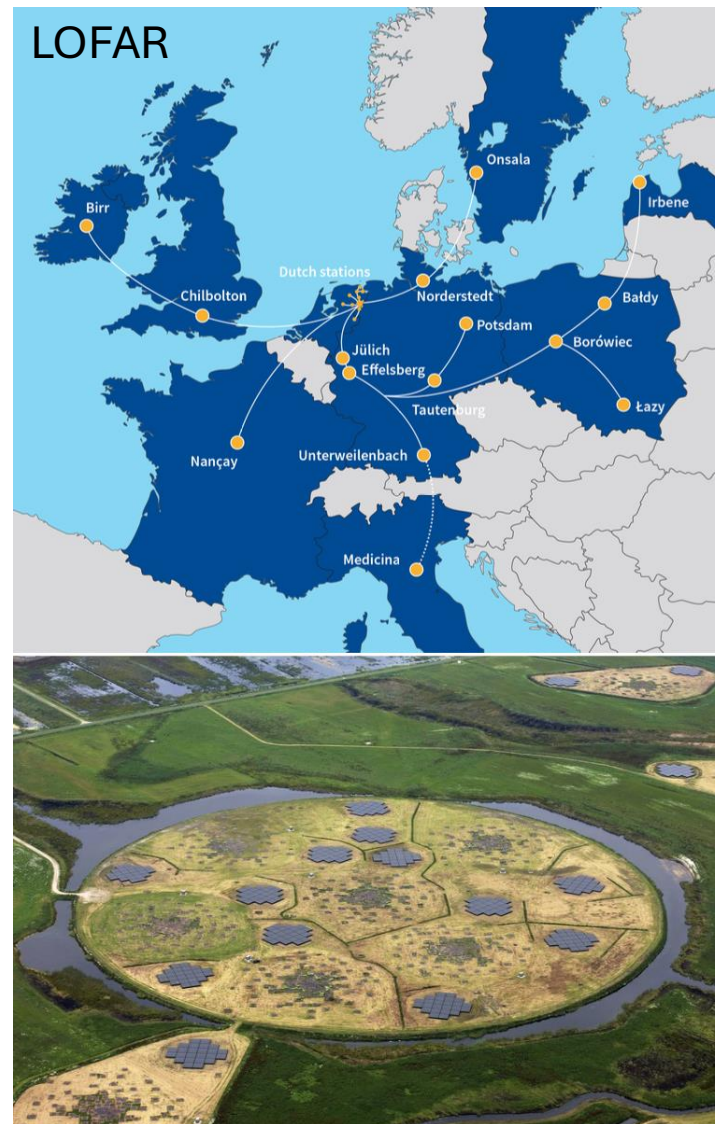 LOFAR
Onsala
Birr
Irbene
Dutch stations
Chilbolton
Norderstedt
Bałdy
Potsdam
Borówiec
Jülich
Effelsberg
Tautenburg
Łazy
Nançay
Unterweilenbach
Medicina